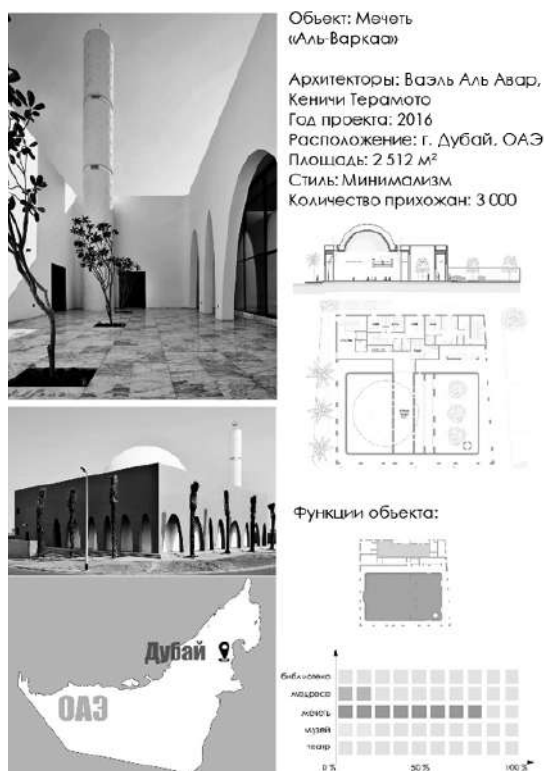 Объект: Мечеть
«Аль-Варкаа»
Архитекторы: Ваэль Аль Авар,
Кеничи Терамото
Год проекта: 2016
Расположение: г. Дубай, ОАЭ
Площадь: 2 512 м²
Стиль: Минимализм
Количество прихожан: 3 000
Функции объекта:
Дубай
ОАЭ
библиотека
медресе
мечеть
музей
театр
0 %
50 %
100 %